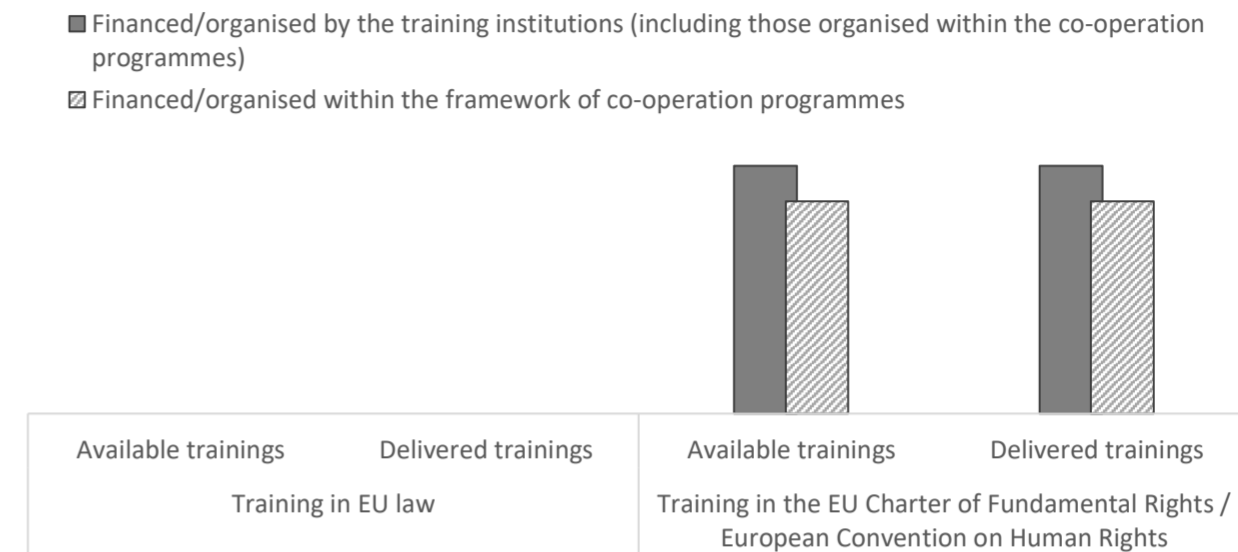 Financed/organised by the training institutions (including those organised within the co-operation
programmes)
Financed/organised within the framework of co-operation programmes
Available trainings
Delivered trainings
Available trainings
Delivered trainings
Training in EU law
Training in the EU Charter of Fundamental Rights /
European Convention on Human Rights